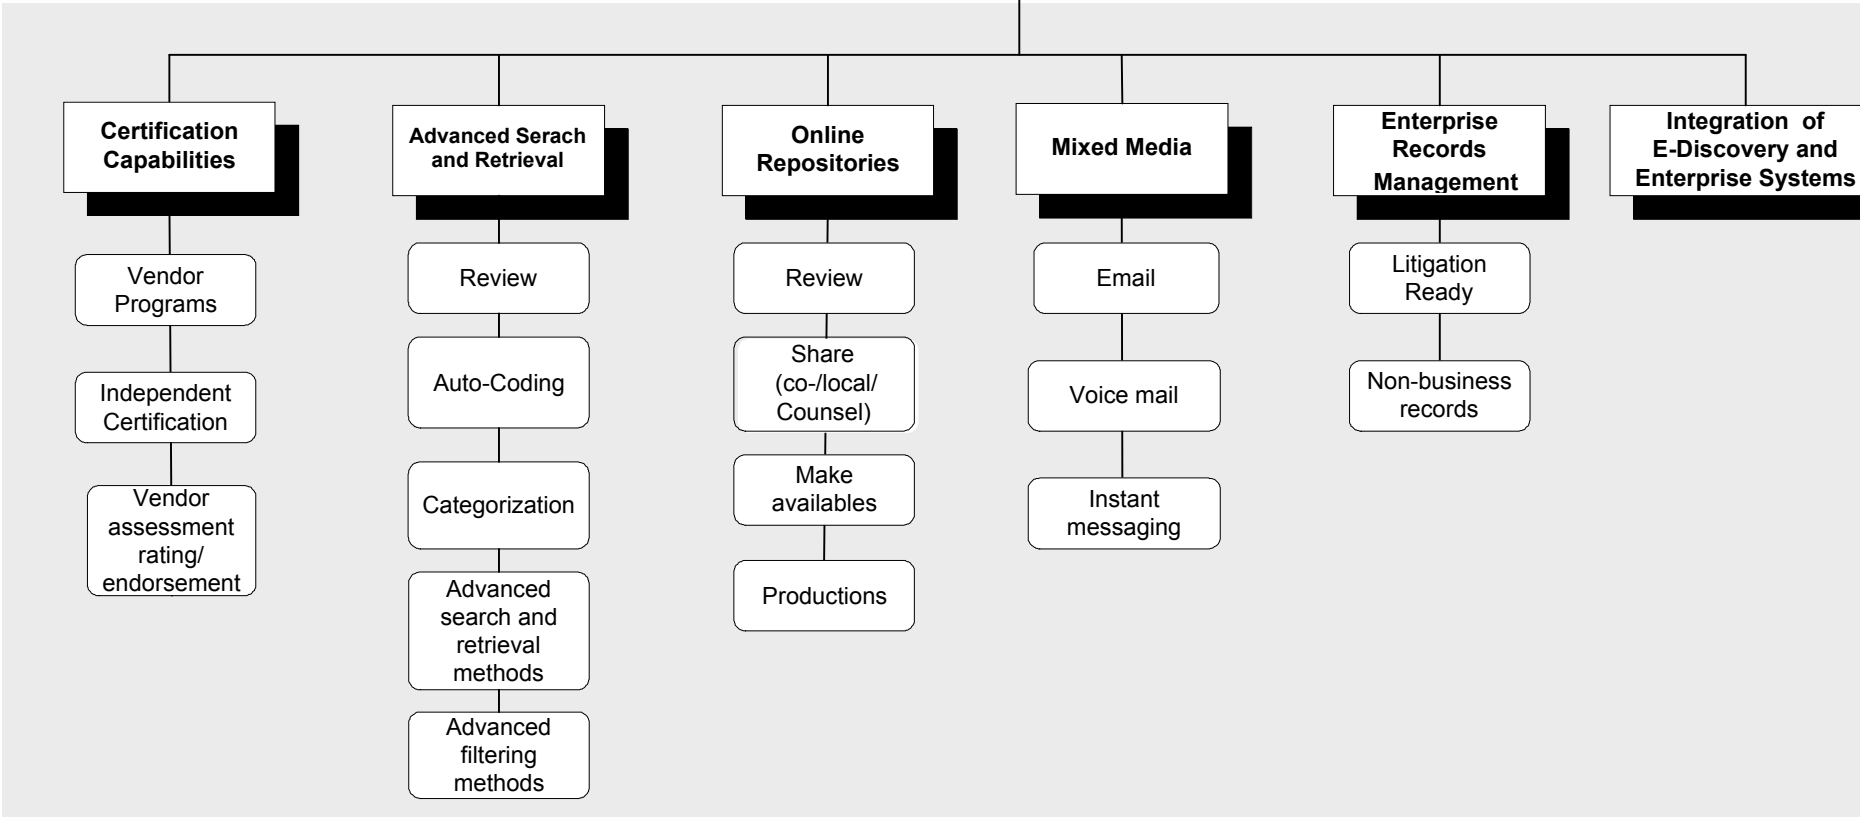 Certification
Capabilities
Advanced Serach
and Retrieval
Online
Repositories
Mixed Media
Enterprise
Records
Management
Integration of
E-Discovery and
Enterprise Systems
Vendor
Programs
Independent
Certification
Vendor
assessment
rating/
endorsement
Review
Auto-Coding
Categorization
Advanced
search and
retrieval
methods
Advanced
filtering
methods
Review
Share
(co-/local/
Counsel)
Make
availables
Productions
Email
Voice mail
Instant
messaging
Litigation
Ready
Non-business
records